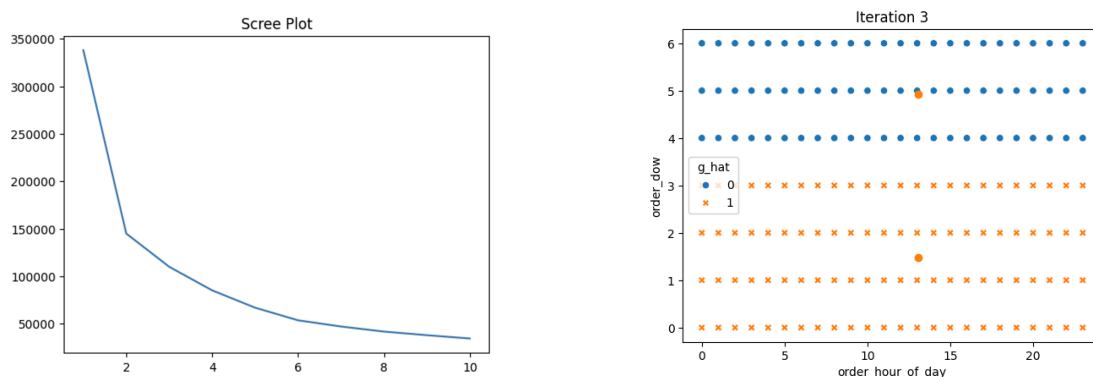 Scree Plot
350000
300000
250000
200000
150000
100000
50000
2 4 6 8 10
Iteration 3
6
5
4
3
2
1
0
order_dow
g_hat
0
1
0 5 10 15 20
order_hour_of_day